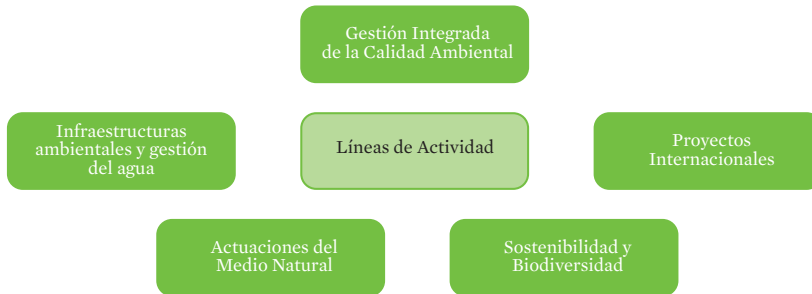 Gestión Integrada
de la Calidad Ambiental
Infraestructuras
ambientales y gestión
del agua
Líneas de Actividad
Proyectos
Internacionales
Actuaciones del
Medio Natural
Sostenibilidad y
Biodiversidad